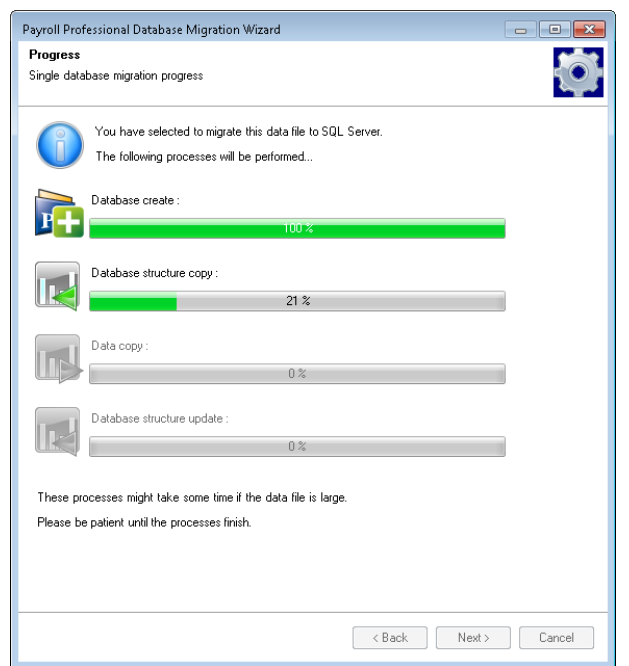 Payroll Professional Database Migration Wizard
Progress
Single database migration progress
You have selected to migrate this data file to SQL Server.
The following processes will be performed...
Database create :
P
100 %
Database structure copy :
21 %
Data copy :
0 %
Database structure update :
0 %
These processes might take some time if the data file is large.
Please be patient until the processes finish.
< Back Next > Cancel